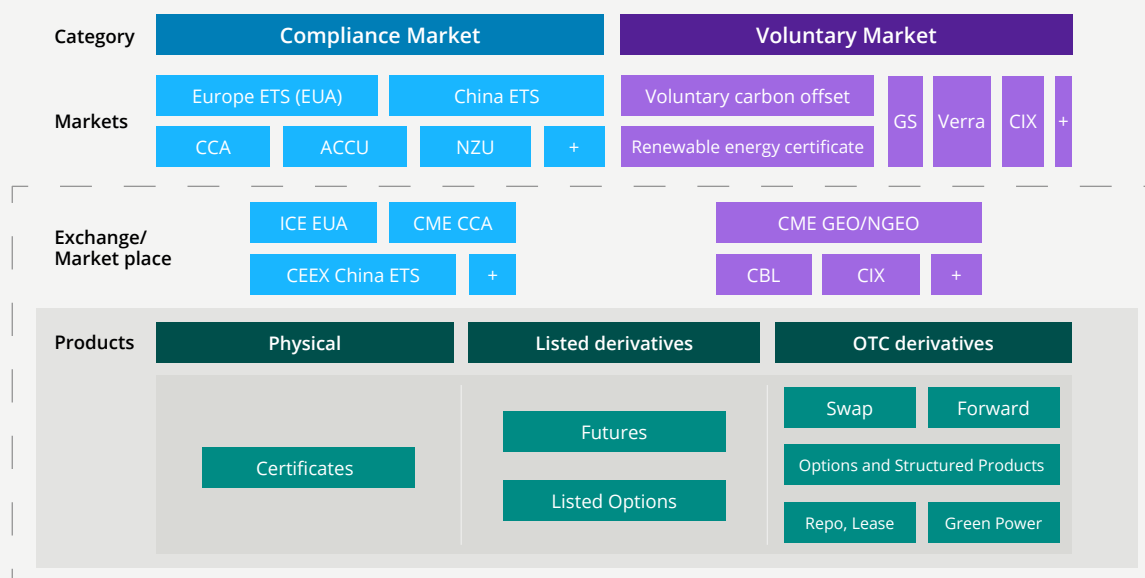 Category
Compliance Market
Voluntary Market
Markets
Europe ETS (EUA)
China ETS
CCA
ACCU
NZU
+
Voluntary carbon offset
Renewable energy certificate
GS
Verra
CIX
+
Exchange/
Market place
ICE EUA
CME CCA
CEEX China ETS
+
CME GEO/NGEO
CBL
CIX
+
Products
Physical
Listed derivatives
OTC derivatives
Certificates
Futures
Listed Options
Swap
Forward
Options and Structured Products
Repo, Lease
Green Power